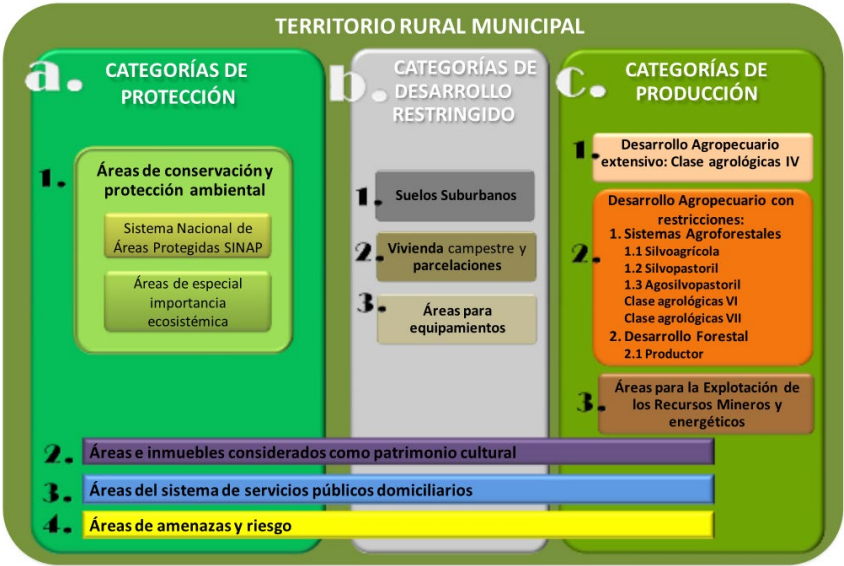 TERRITORIO RURAL MUNICIPAL
a.
CATEGORÍAS DE
PROTECCIÓN
1.
Áreas de conservación y
protección ambiental
Sistema Nacional de
Áreas Protegidas SINAP
Áreas de especial
importancia
ecosistémica
b.
CATEGORÍAS DE
DESARROLLO
RESTRINGIDO
1.
Suelos Suburbanos
2.
Vivienda campestre y
parcelaciones
3.
Áreas para
equipamientos
c.
CATEGORÍAS DE
PRODUCCIÓN
1.
Desarrollo Agropecuario
extensivo: Clase agrológicas IV
2.
Desarrollo Agropecuario con
restricciones:
1. Sistemas Agroforestales
1.1 Silvoagrícola
1.2 Silvopastoril
1.3 Agosilvopastoril
Clase agrológicas VI
Clase agrológicas VII
2. Desarrollo Forestal
2.1 Productor
3.
Áreas para la Explotación de
los Recursos Mineros y
energéticos
2.
Áreas e inmuebles considerados como patrimonio cultural
3.
Áreas del sistema de servicios públicos domiciliarios
4.
Áreas de amenazas y riesgo